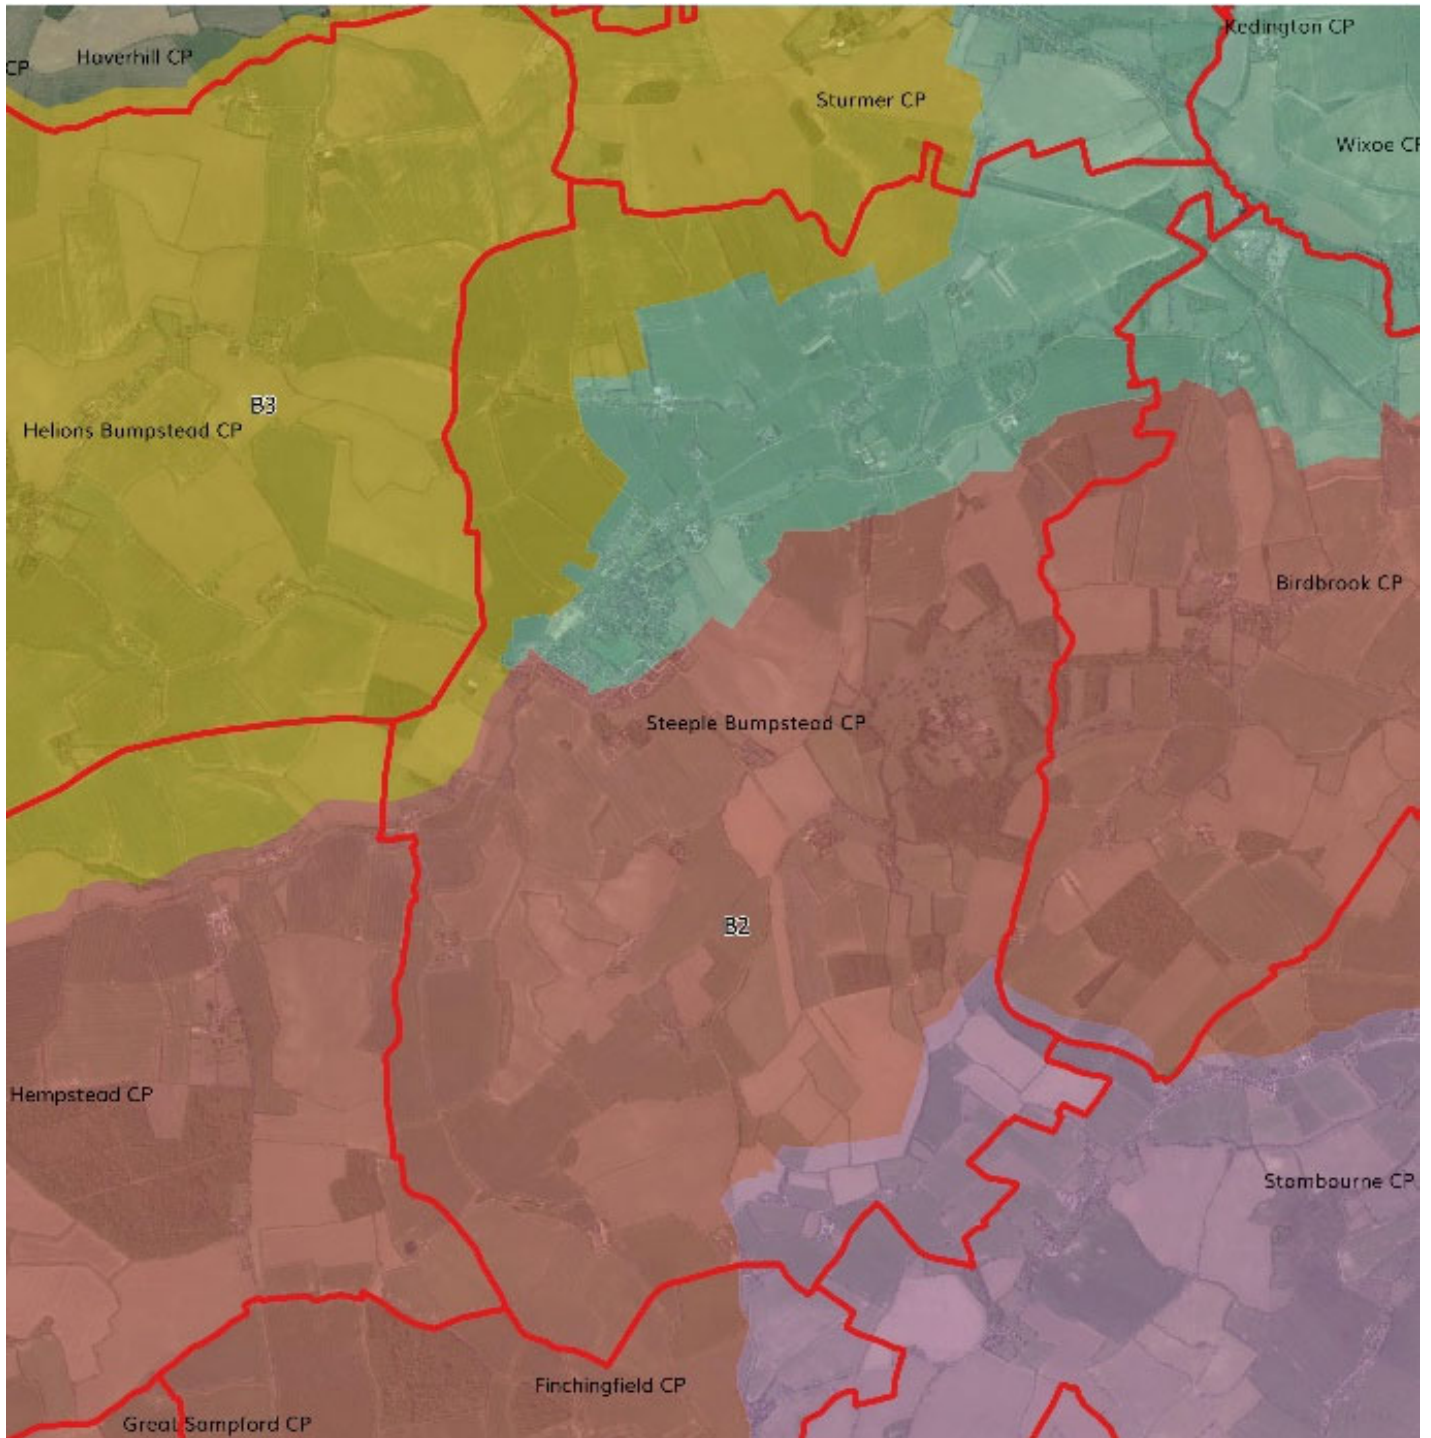 Kedington CP
Haverhill CP
CP
Sturmer CP
Wixoe CP
B3
Helions Bumpstead CP
Birdbrook CP
Steeple Bumpstead CP
B2
Hempstead CP
Stambourne CP
Finchingfield CP
Great Sampford CP